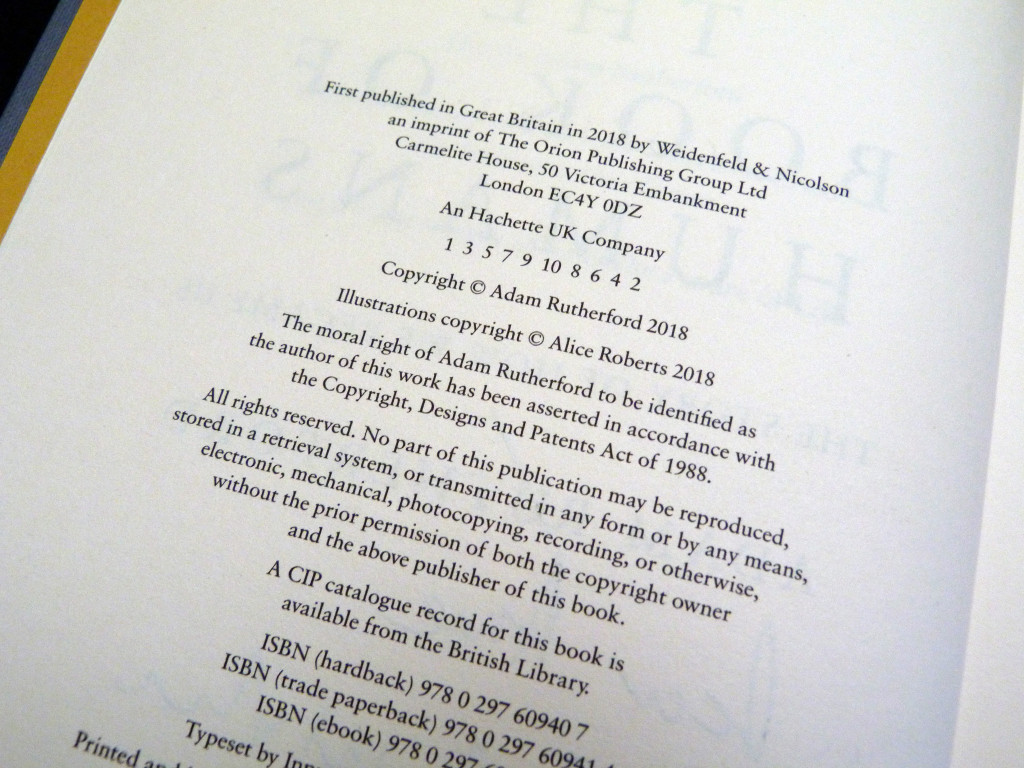 First published in Great Britain in 2018 by Weidenfeld & Nicolson
an imprint of The Orion Publishing Group Ltd
Carmelite House, 50 Victoria Embankment
London EC4Y 0DZ
An Hachette UK Company
1 3 5 7 9 10 8 6 4 2
Copyright © Adam Rutherford 2018
Illustrations copyright © Alice Roberts 2018
The moral right of Adam Rutherford to be identified as
the author of this work has been asserted in accordance with
the Copyright, Designs and Patents Act of 1988.
All rights reserved. No part of this publication may be reproduced,
stored in a retrieval system, or transmitted in any form or by any means,
electronic, mechanical, photocopying, recording, or otherwise,
without the prior permission of both the copyright owner
and the above publisher of this book.
A CIP catalogue record for this book is
available from the British Library.
ISBN (hardback) 978 0 297 60940 7
ISBN (trade paperback) 978 0 297 60941
ISBN (ebook) 978 0 297
Typeset by
Printed